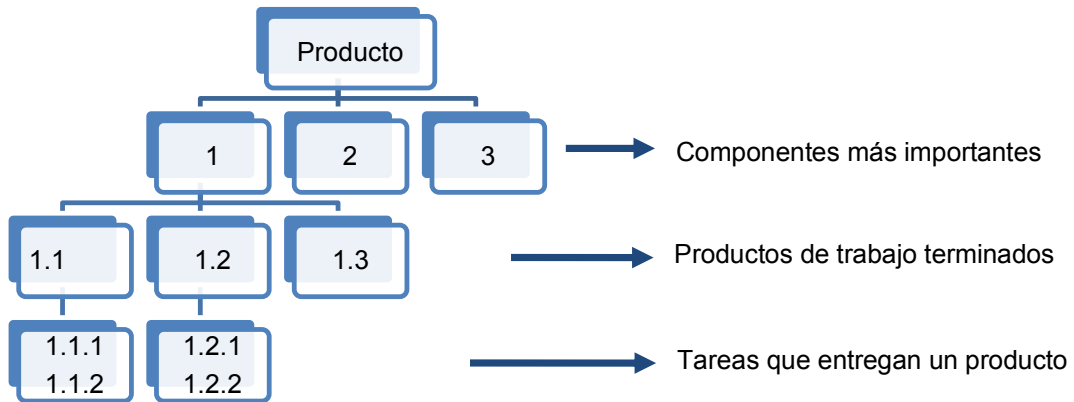 Producto
1
2
3
Componentes más importantes
1.1
1.2
1.3
Productos de trabajo terminados
1.1.1
1.1.2
1.2.1
1.2.2
Tareas que entregan un producto